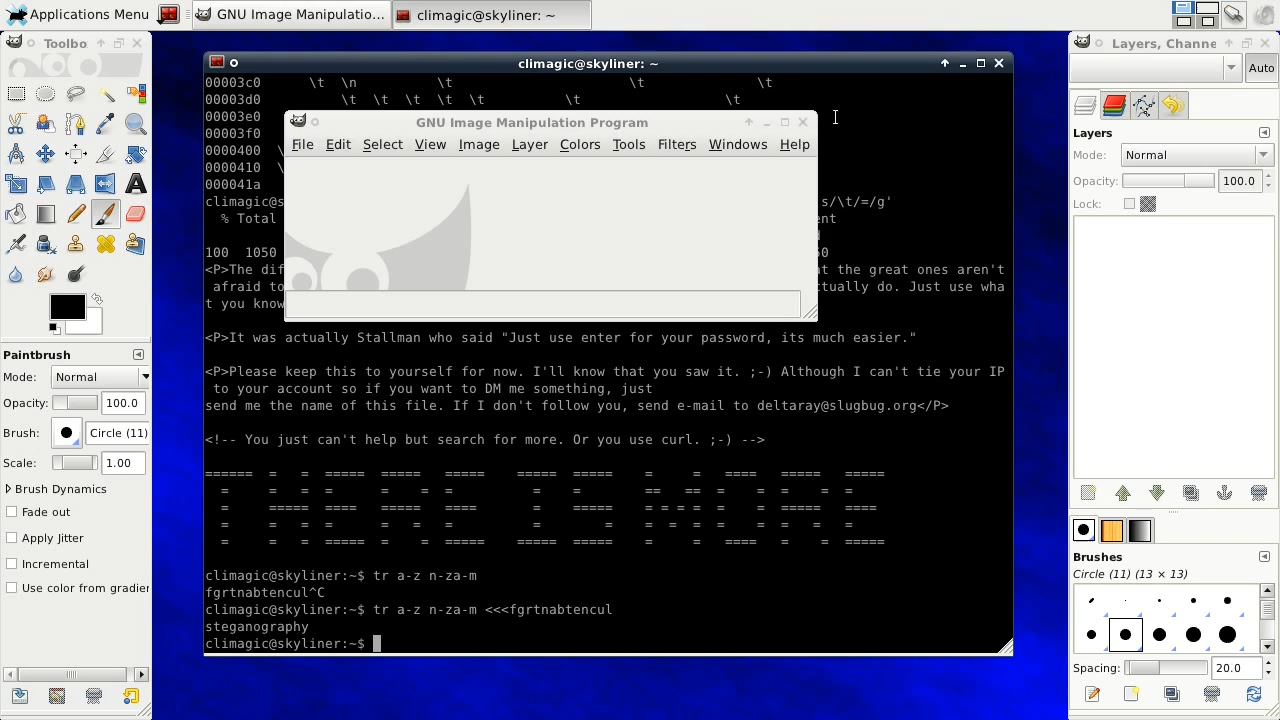 Applications Menu
GNU Image Manipulatio...
climagic@skyliner: ~
Toolbo
climagic@skyliner: ~
Layers, Channe
Auto
00003c0 \t \n \t \t \t
00003d0 \t \t \t \t \t \t \t
00003e0
00003f0
0000400 \
0000410 \
000041a
GNU Image Manipulation Program
File Edit Select View Image Layer Colors Tools Filters Windows Help
climagic@s s/\t/=/g'
% Total ent
100 1050 60
<P>The dif at the great ones aren't
afraid to tually do. Just use wha
t you know
<P>It was actually Stallman who said "Just use enter for your password, its much easier."
<P>Please keep this to yourself for now. I'll know that you saw it. ;-) Although I can't tie your IP
to your account so if you want to DM me something, just
send me the name of this file. If I don't follow you, send e-mail to deltaray@slugbug.org</P>
<!-- You just can't help but search for more. Or you use curl. ;-) -->
THERE IS MORE
climagic@skyliner:~$ tr a-z n-za-m
fgrtnabtencul^C
climagic@skyliner:~$ tr a-z n-za-m <<<fgrtnabtencul
steganography
climagic@skyliner:~$
Paintbrush
Mode: Norma
Opacity: 100.0
Brush: Circle (11)
Scale: 1.00
Brush Dynamics
Fade out
Apply Jitter
Incremental
Use color from gradier
Layers
Mode: Normal
Opacity: 100.0
Lock:
Brushes
Circle (11) (13 × 13)
Spacing: 20.0